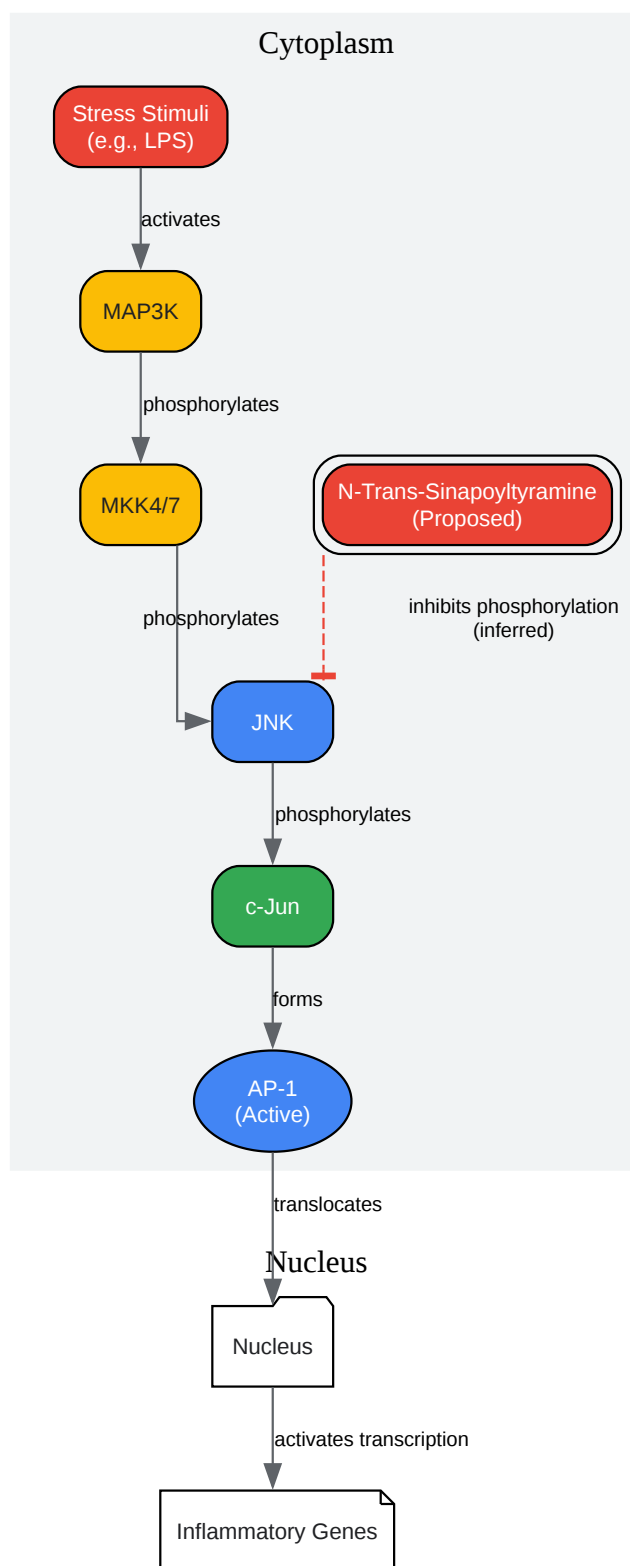 Cytoplasm
Stress Stimuli
(e.g., LPS)
activates
MAP3K
phosphorylates
MKK4/7
N-Trans-Sinapoyltyramine
(Proposed)
phosphorylates
inhibits phosphorylation
(inferred)
JNK
phosphorylates
c-Jun
forms
AP-1
(Active)
translocates
Nucleus
Nucleus
activates transcription
Inflammatory Genes